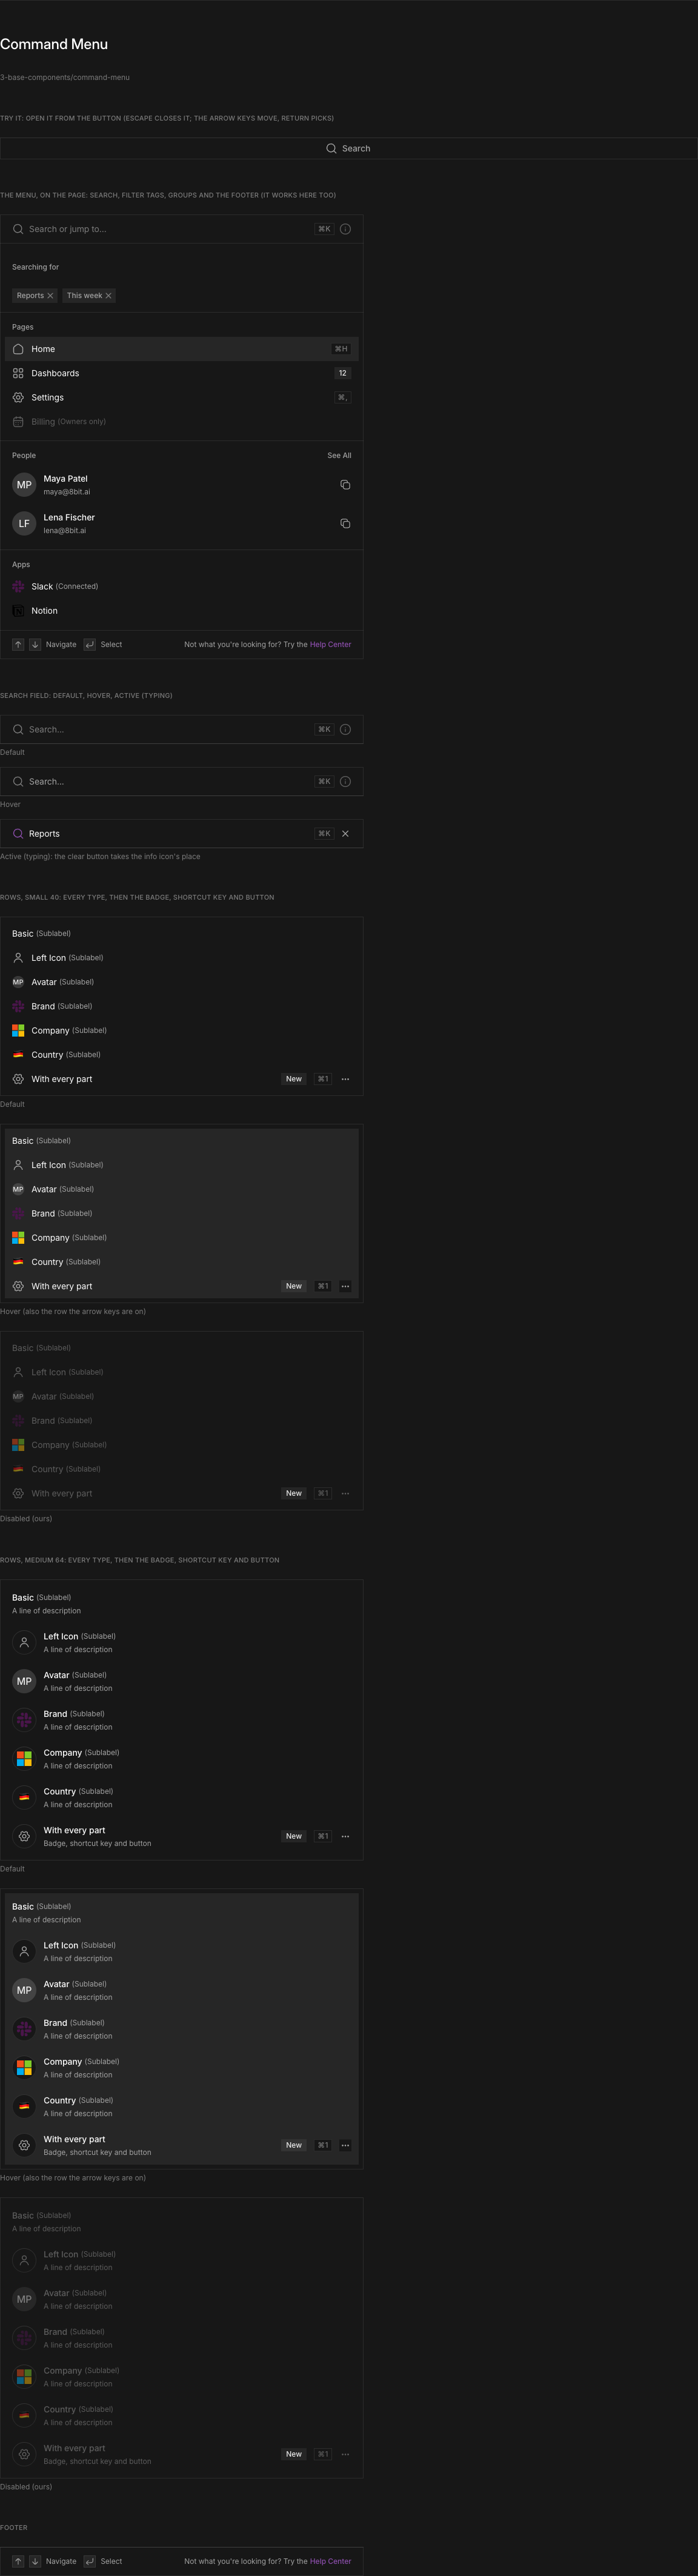 Command Menu
3-base-components/command-menu
TRY IT: OPEN IT FROM THE BUTTON (ESCAPE CLOSES IT; THE ARROW KEYS MOVE, RETURN PICKS)
Search
THE MENU, ON THE PAGE: SEARCH, FILTER TAGS, GROUPS AND THE FOOTER (IT WORKS HERE TOO)
Search or jump to... ⌘K
Searching for
Reports This week
Pages
Home ⌘H
Dashboards 12
Settings ⌘,
Billing (Owners only)
People See All
MP Maya Patel
maya@8bit.ai
LF Lena Fischer
lena@8bit.ai
Apps
Slack (Connected)
Notion
Navigate Select Not what you're looking for? Try the Help Center
SEARCH FIELD: DEFAULT, HOVER, ACTIVE (TYPING)
Search... ⌘K
Default
Search... ⌘K
Hover
Reports ⌘K
Active (typing): the clear button takes the info icon's place
ROWS, SMALL 40: EVERY TYPE, THEN THE BADGE, SHORTCUT KEY AND BUTTON
Basic (Sublabel)
Left Icon (Sublabel)
MP Avatar (Sublabel)
Brand (Sublabel)
Company (Sublabel)
Country (Sublabel)
With every part New ⌘1
Default
Basic (Sublabel)
Left Icon (Sublabel)
MP Avatar (Sublabel)
Brand (Sublabel)
Company (Sublabel)
Country (Sublabel)
With every part New ⌘1
Hover (also the row the arrow keys are on)
Basic (Sublabel)
Left Icon (Sublabel)
MP Avatar (Sublabel)
Brand (Sublabel)
Company (Sublabel)
Country (Sublabel)
With every part New ⌘1
Disabled (ours)
ROWS, MEDIUM 64: EVERY TYPE, THEN THE BADGE, SHORTCUT KEY AND BUTTON
Basic (Sublabel)
A line of description
Left Icon (Sublabel)
A line of description
MP Avatar (Sublabel)
A line of description
Brand (Sublabel)
A line of description
Company (Sublabel)
A line of description
Country (Sublabel)
A line of description
With every part New ⌘1
Badge, shortcut key and button
Default
Basic (Sublabel)
A line of description
Left Icon (Sublabel)
A line of description
MP Avatar (Sublabel)
A line of description
Brand (Sublabel)
A line of description
Company (Sublabel)
A line of description
Country (Sublabel)
A line of description
With every part New ⌘1
Badge, shortcut key and button
Hover (also the row the arrow keys are on)
Basic (Sublabel)
A line of description
Left Icon (Sublabel)
A line of description
MP Avatar (Sublabel)
A line of description
Brand (Sublabel)
A line of description
Company (Sublabel)
A line of description
Country (Sublabel)
A line of description
With every part New ⌘1
Badge, shortcut key and button
Disabled (ours)
FOOTER
Navigate Select Not what you're looking for? Try the Help Center